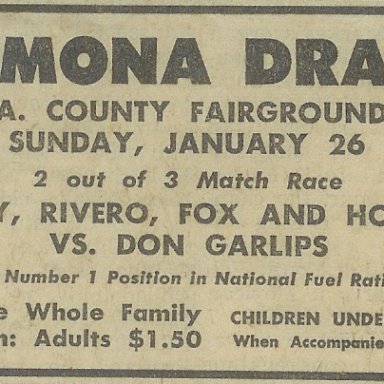 MONA DRA
A. COUNTY FAIRGROUND
SUNDAY, JANUARY 26
2 out of 3 Match Race
Y, RIVERO, FOX AND HO
VS. DON GARLIPS
Number 1 Position in National Fuel Rati
e Whole Family CHILDREN UNDE
n: Adults $1.50 When Accompanie